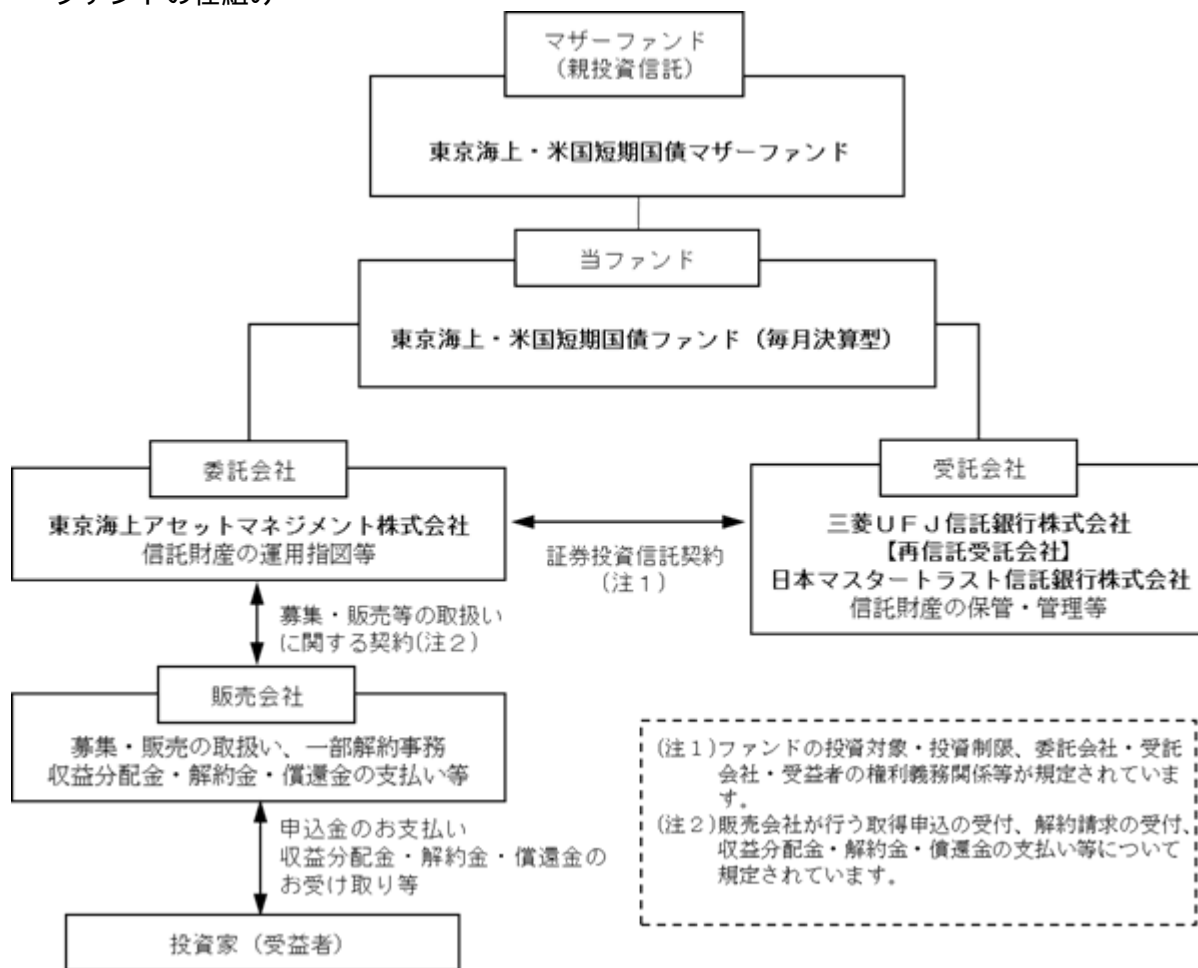 ファンドの仕組み
マザーファンド
(親投資信託)
東京海上・米国短期国債マザーファンド
当ファンド
東京海上・米国短期国債ファンド（毎月決算型）
委託会社
東京海上アセットマネジメント株式会社
信託財産の運用指図等
証券投資信託契約
(注１)
受託会社
三菱ＵＦＪ信託銀行株式会社
【再信託受託会社】
日本マスタートラスト信託銀行株式会社
信託財産の保管・管理等
募集・販売等の取扱い
に関する契約(注２)
販売会社
募集・販売の取扱い、一部解約事務
収益分配金・解約金・償還金の支払い等
申込金のお支払い
収益分配金・解約金・償還金の
お受け取り等
投資家（受益者）
(注１)ファンドの投資対象・投資制限、委託会社・受託
会社・受益者の権利義務関係等が規定されていま
す。
(注２)販売会社が行う取得申込の受付、解約請求の受付、
収益分配金・解約金・償還金の支払い等について
規定されています。